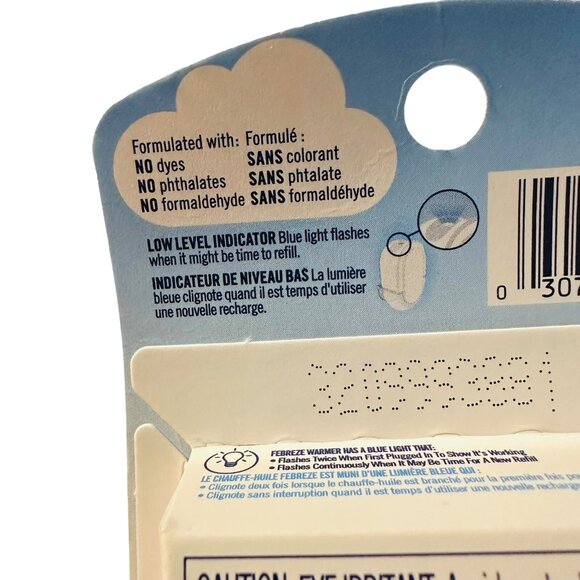 Formulated with: Formulé :
NO dyes SANS colorant
NO phthalates SANS phtalate
NO formaldehyde SANS formaldéhyde
LOW LEVEL INDICATOR Blue light flashes
when it might be time to refill.
INDICATEUR DE NIVEAU BAS La lumière
bleue clignote quand il est temps d'utiliser
une nouvelle recharge.
0 307
FEBREZE WARMER HAS A BLUE LIGHT THAT:
• Flashes Twice When First Plugged In To Show It's Working
• Flashes Continuously When It May Be Time For A New Refill
LE CHAUFFE-HUILE FEBREZE EST MUNI D'UNE LUMIÈRE BLEUE QUI :
• Clignote deux fois lorsque le chauffe-huile est branché pour la première fois
• Clignote sans interruption quand il est temps d'utiliser une nouvelle recharge
CAUTION: EYE IRRITANT